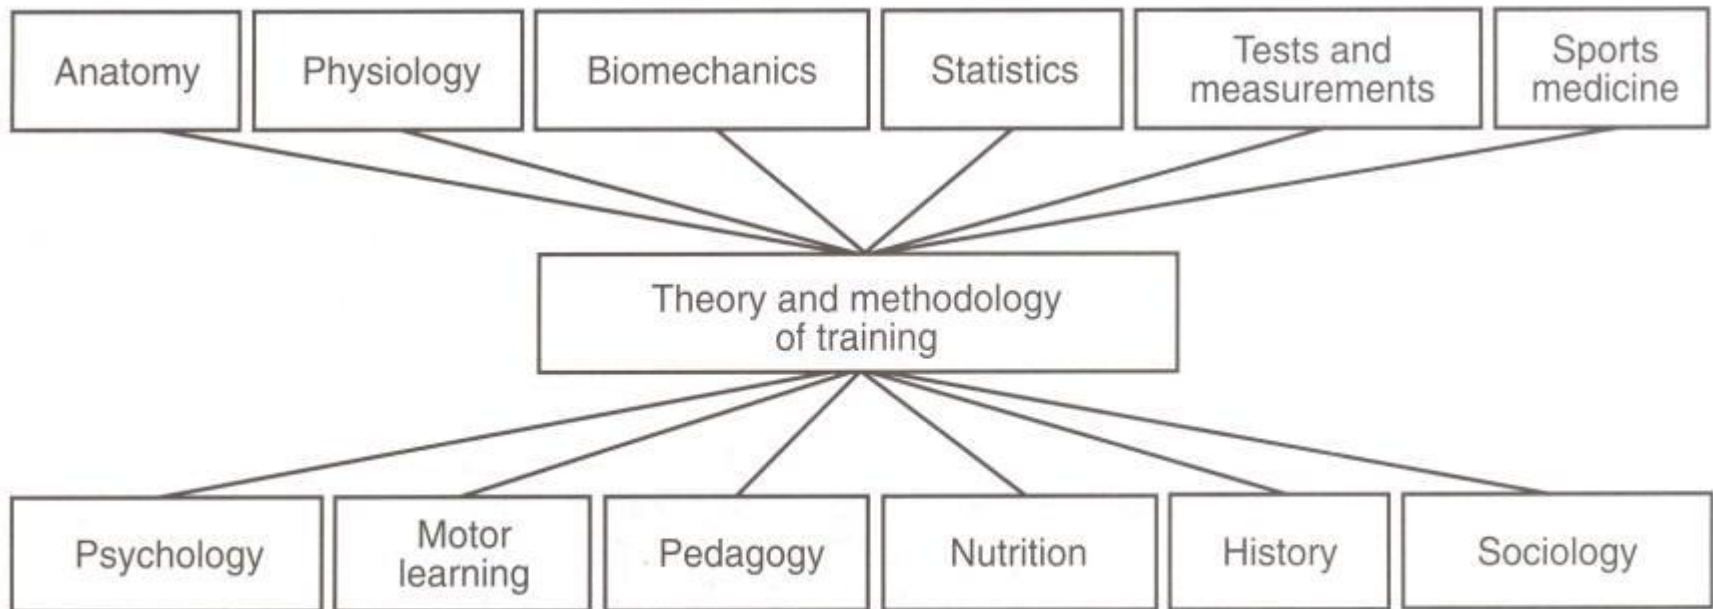 Anatomy
Physiology
Biomechanics
Statistics
Tests and
measurements
Sports
medicine
Theory and methodology
of training
Psychology
Motor
learning
Pedagogy
Nutrition
History
Sociology